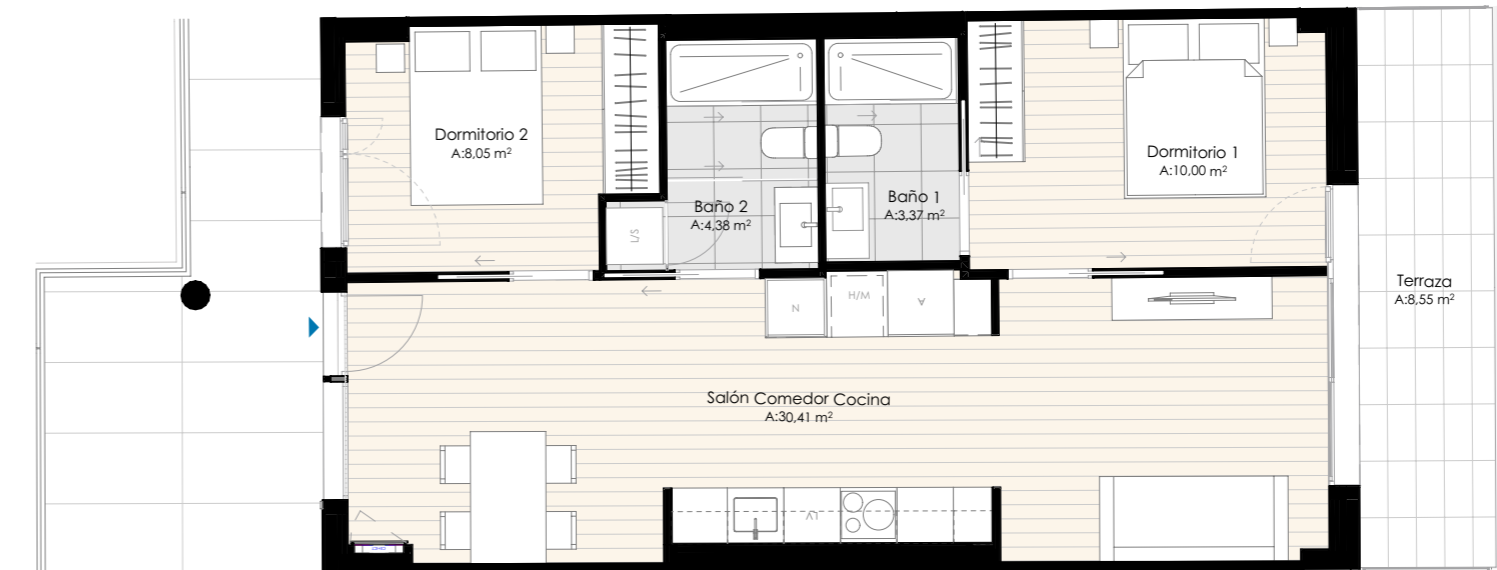 Dormitorio 2
A:8,05 m²
Dormitorio 1
A:10,00 m²
Baño 2
A:4,38 m²
Baño 1
A:3,37 m²
L/S
Terraza
A:8,55 m²
N
H/M
A
Salón Comedor Cocina
A:30,41 m²
LV